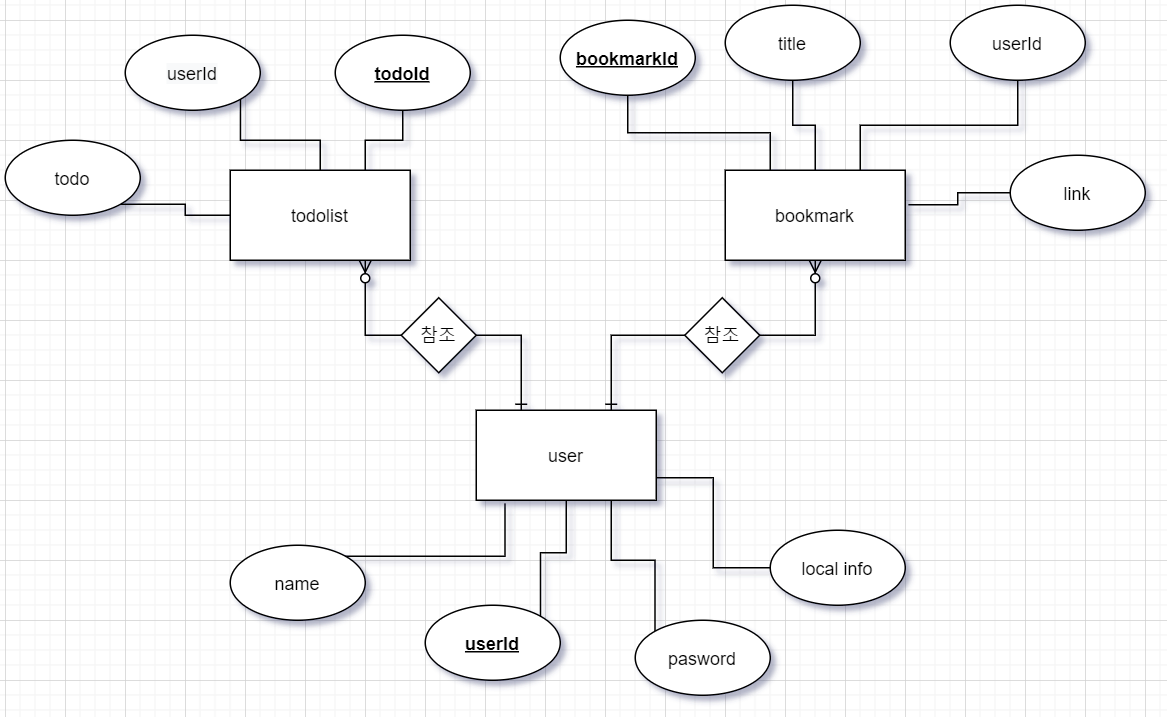 userId
todoId
bookmarkId
title
userId
todo
todolist
bookmark
link
참조
참조
user
name
userId
pasword
local info